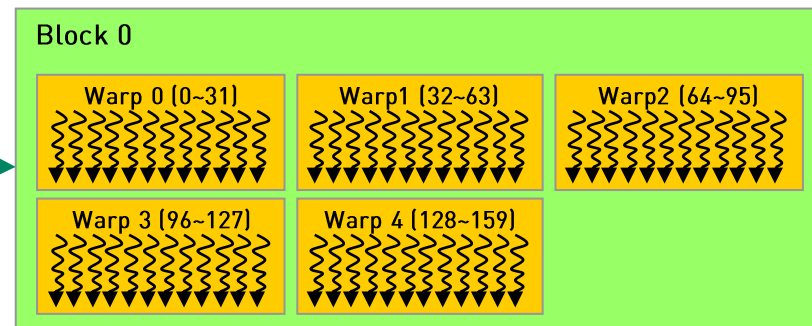 Block 0
Warp 0 (0~31)
Warp1 (32~63)
Warp2 (64~95)
Warp 3 (96~127)
Warp 4 (128~159)